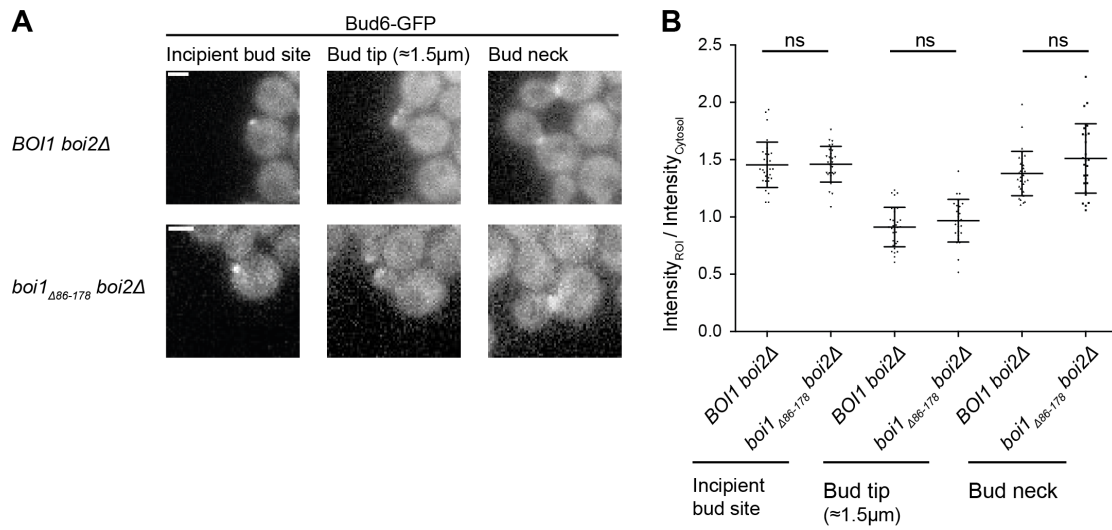 A
Bud6-GFP
Incipient bud site
Bud tip (≈1.5μm)
Bud neck
BOI1 boi2Δ
boi1Δ86-178 boi2Δ
B
ns
ns
ns
2.5
2.0
1.5
1.0
0.5
0.0
IntensityROI / IntensityCytosol
BOI1 boi2Δ
boi1Δ86-178 boi2Δ
BOI1 boi2Δ
boi1Δ86-178 boi2Δ
BOI1 boi2Δ
boi1Δ86-178 boi2Δ
Incipient
bud site
Bud tip
(≈1.5μm)
Bud neck